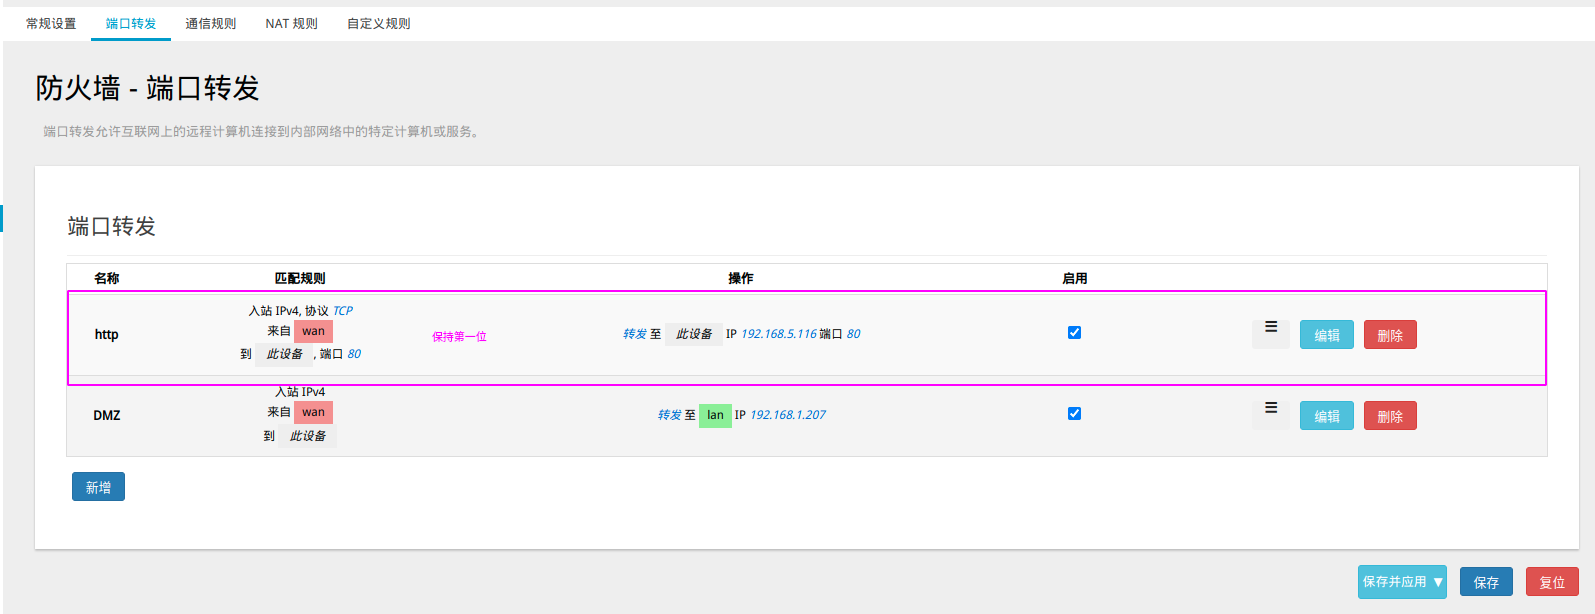 常规设置 端口转发 通信规则 NAT 规则 自定义规则
防火墙 - 端口转发
端口转发允许互联网上的远程计算机连接到内部网络中的特定计算机或服务。
端口转发
名称 匹配规则 操作 启用
入站 IPv4, 协议 TCP
http 来自 wan 保持第一位 转发 至 此设备 IP 192.168.5.116 端口 80 ☰ 编辑 删除
到 此设备 , 端口 80
入站 IPv4
DMZ 来自 wan 转发 至 lan IP 192.168.1.207 ☰ 编辑 删除
到 此设备
新增
保存并应用 ▼ 保存 复位